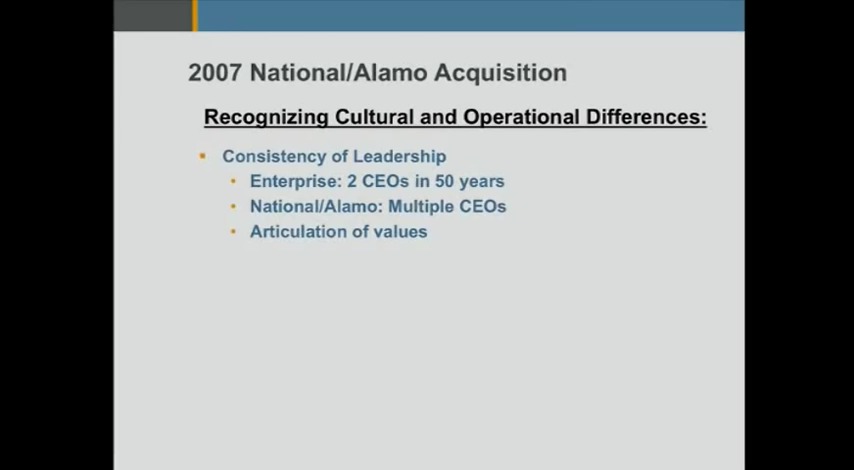 2007 National/Alamo Acquisition
Recognizing Cultural and Operational Differences:
Consistency of Leadership
Enterprise: 2 CEOs in 50 years
National/Alamo: Multiple CEOs
Articulation of values